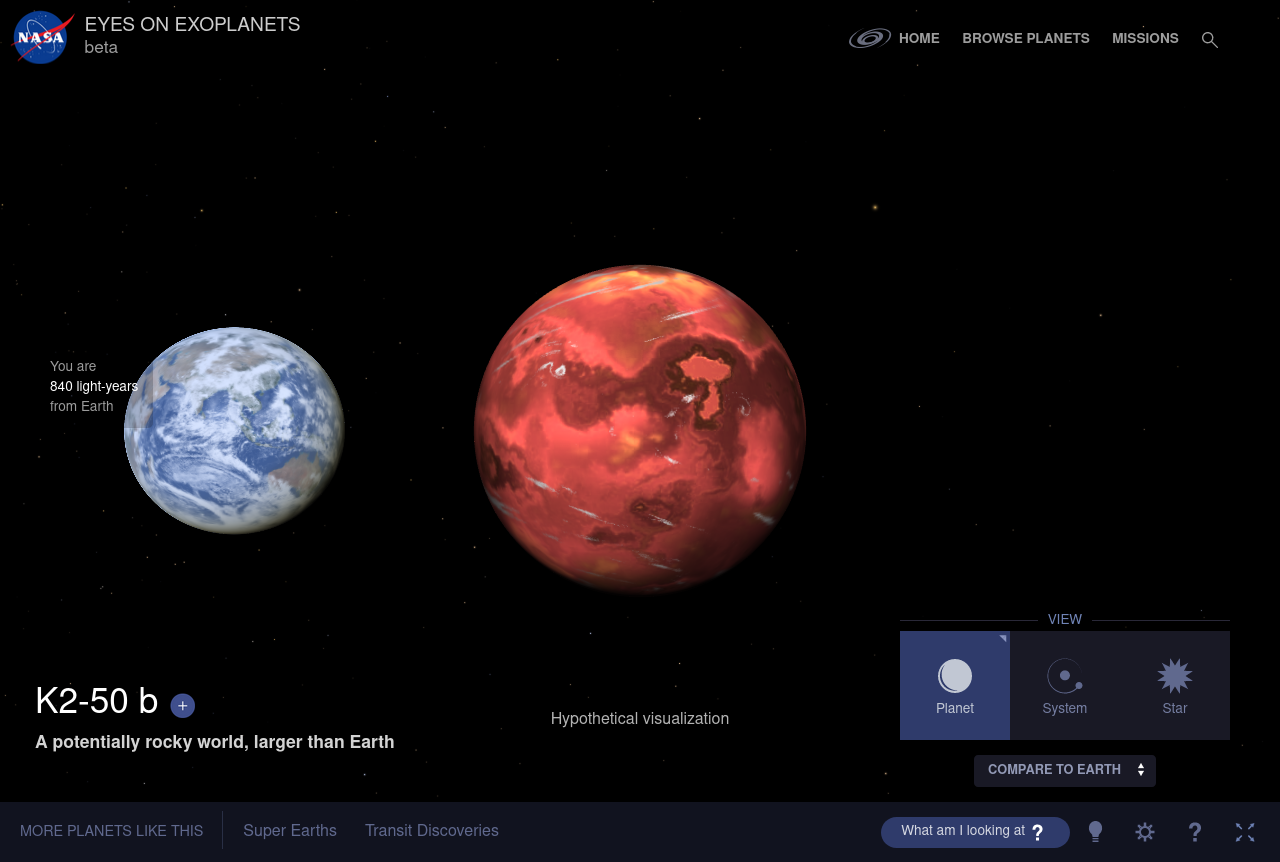 NASA
EYES ON EXOPLANETS
beta
HOME
BROWSE PLANETS
MISSIONS
You are
840 light-years
from Earth
K2-50 b +
A potentially rocky world, larger than Earth
Hypothetical visualization
VIEW
Planet
System
Star
COMPARE TO EARTH
MORE PLANETS LIKE THIS
Super Earths
Transit Discoveries
What am I looking at ?
?